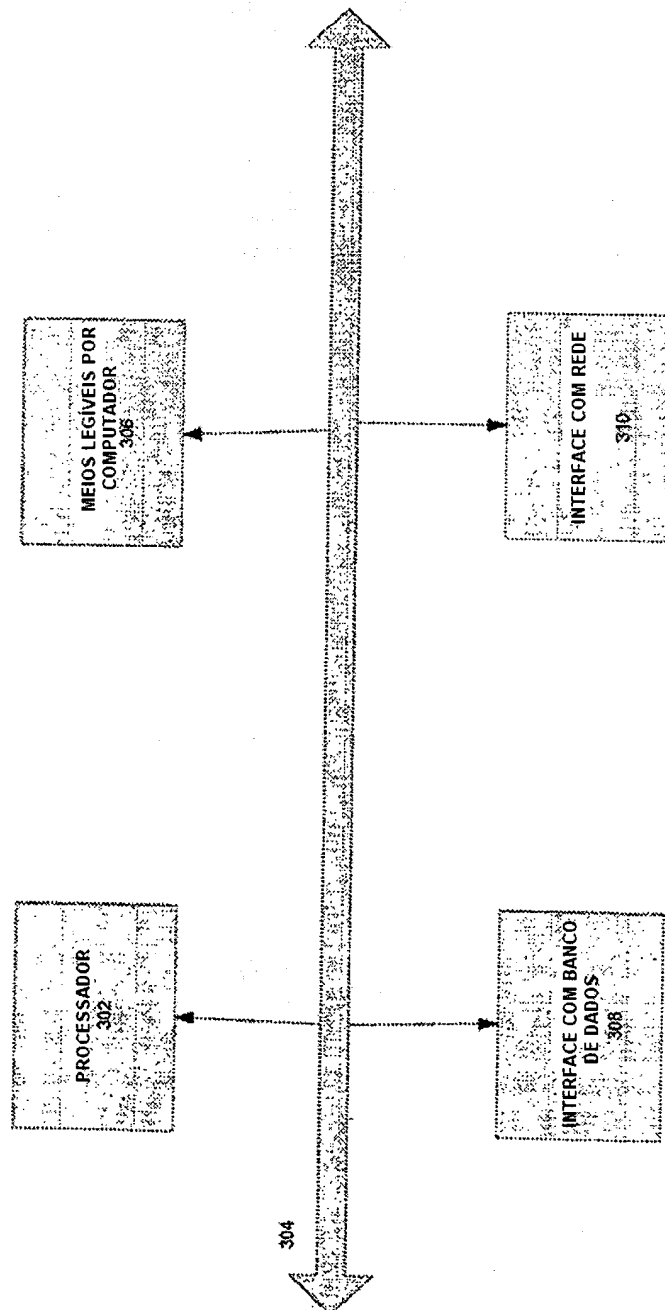 PROCESSADOR
302
MEIOS LEGÍVEIS POR
COMPUTADOR
306
304
INTERFACE COM BANCO
DE DADOS
308
INTERFACE COM REDE
310